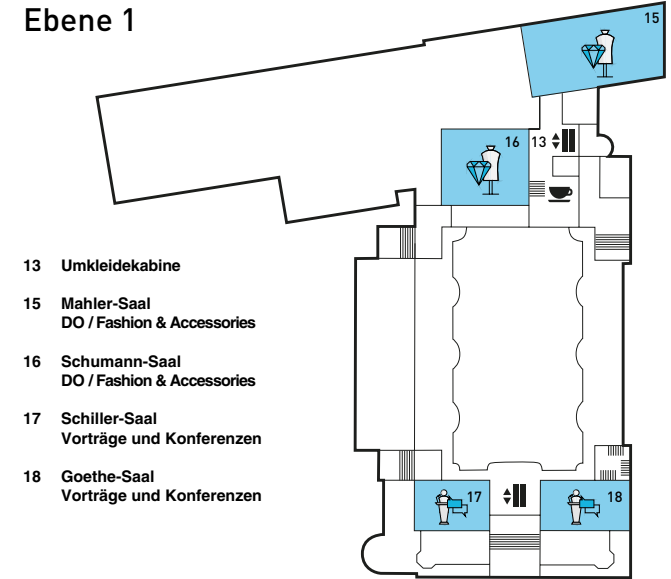 Ebene 1
15
16
13
13 Umkleidekabine
15 Mahler-Saal
DO / Fashion & Accessories
16 Schumann-Saal
DO / Fashion & Accessories
17 Schiller-Saal
Vorträge und Konferenzen
18 Goethe-Saal
Vorträge und Konferenzen
17
18